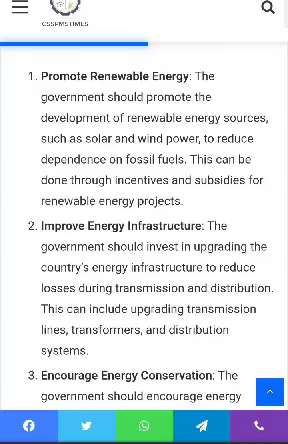 CSSPMSTIMES
1. Promote Renewable Energy: The
government should promote the
development of renewable energy sources,
such as solar and wind power, to reduce
dependence on fossil fuels. This can be
done through incentives and subsidies for
renewable energy projects.
2. Improve Energy Infrastructure: The
government should invest in upgrading the
country's energy infrastructure to reduce
losses during transmission and distribution.
This can include upgrading transmission
lines, transformers, and distribution
systems.
3. Encourage Energy Conservation: The
government should encourage energy